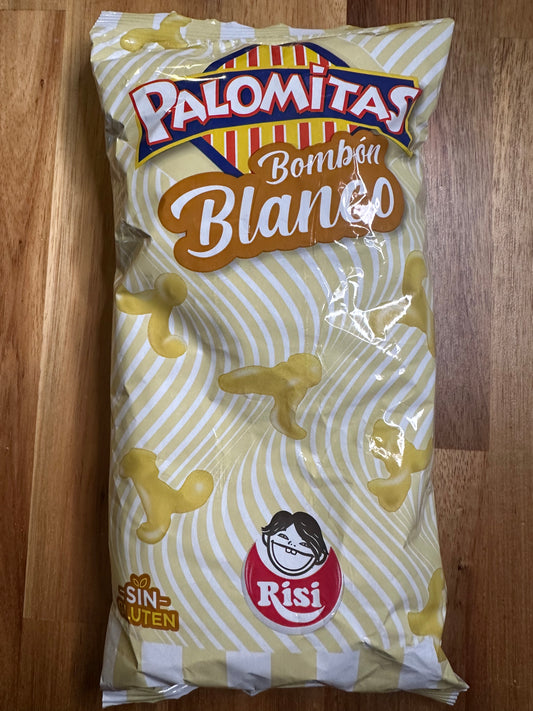 PALOMITAS
Bombón
Blanco
Risi
SIN
GLUTEN